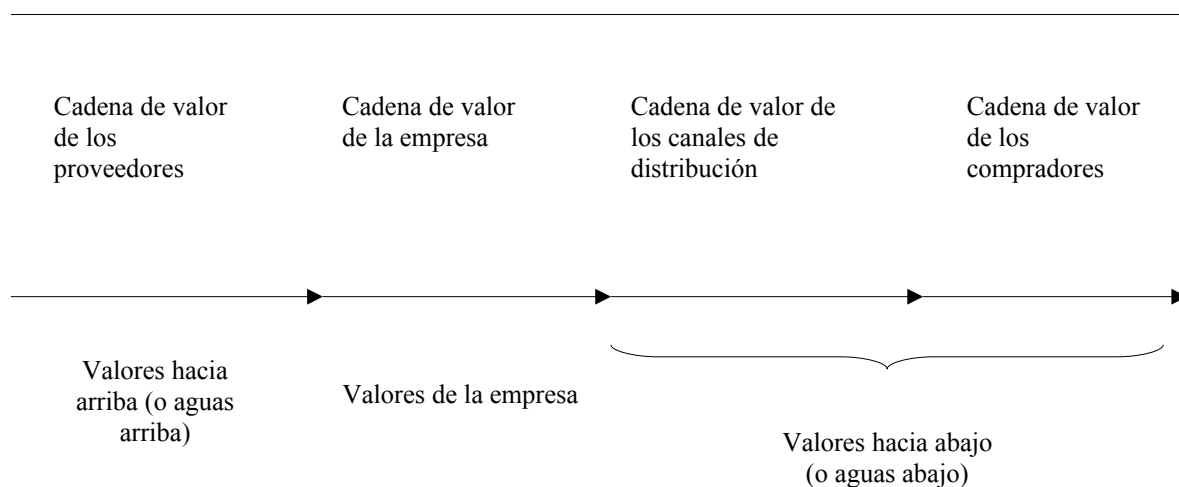 Cadena de valor
de los
proveedores
Cadena de valor
de la empresa
Cadena de valor de
los canales de
distribución
Cadena de valor
de los
compradores
Valores hacia
arriba (o aguas
arriba)
Valores de la empresa
Valores hacia abajo
(o aguas abajo)